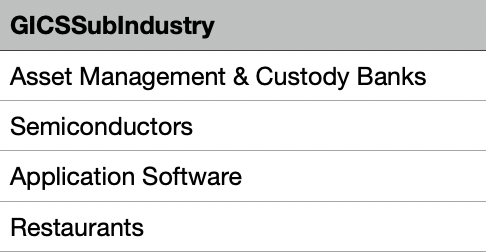 GICSSubIndustry
Asset Management & Custody Banks
Semiconductors
Application Software
Restaurants